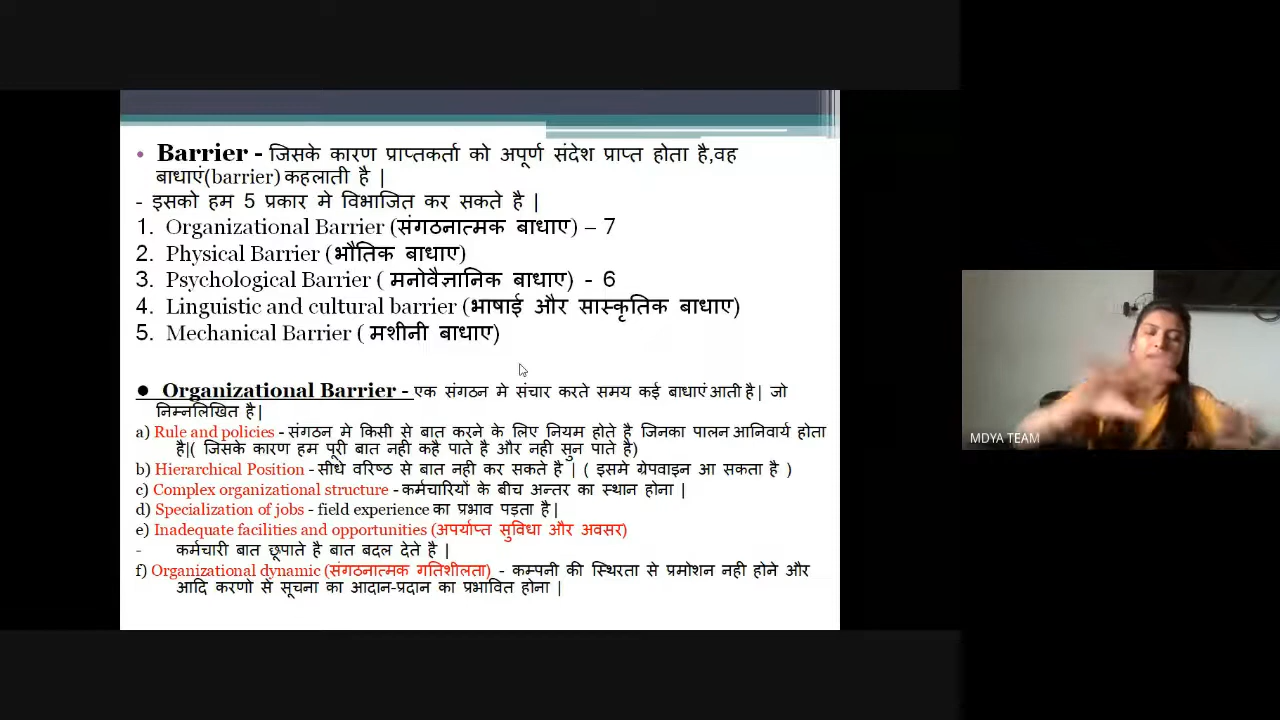 • Barrier - जिसके कारण प्राप्तकर्ता को अपूर्ण संदेश प्राप्त होता है,वह
बाधाएं(barrier) कहलाती है |
- इसको हम 5 प्रकार मे विभाजित कर सकते है |
1. Organizational Barrier (संगठनात्मक बाधाए) – 7
2. Physical Barrier (भौतिक बाधाए)
3. Psychological Barrier ( मनोवैज्ञानिक बाधाए) - 6
4. Linguistic and cultural barrier (भाषाई और सास्कृतिक बाधाए)
5. Mechanical Barrier ( मशीनी बाधाए)
● Organizational Barrier - एक संगठन मे संचार करते समय कई बाधाएं आती है| जो
निम्नलिखित है|
a) Rule and policies - संगठन मे किसी से बात करने के लिए नियम होते है जिनका पालन आनिवार्य होता
है|( जिसके कारण हम पूरी बात नही कहै पाते है और नही सुन पाते है)
b) Hierarchical Position - सीधे वरिष्ठ से बात नही कर सकते है | ( इसमे ग्रेपवाइन आ सकता है )
c) Complex organizational structure - कर्मचारियों के बीच अन्तर का स्थान होना |
d) Specialization of jobs - field experience का प्रभाव पड़ता है |
e) Inadequate facilities and opportunities (अपर्याप्त सुविधा और अवसर)
- कर्मचारी बात छूपाते है बात बदल देते है |
f) Organizational dynamic (संगठनात्मक गतिशीलता) - कम्पनी की स्थिरता से प्रमोशन नही होने और
आदि करणो से सूचना का आदान-प्रदान का प्रभावित होना |
MDYA TEAM